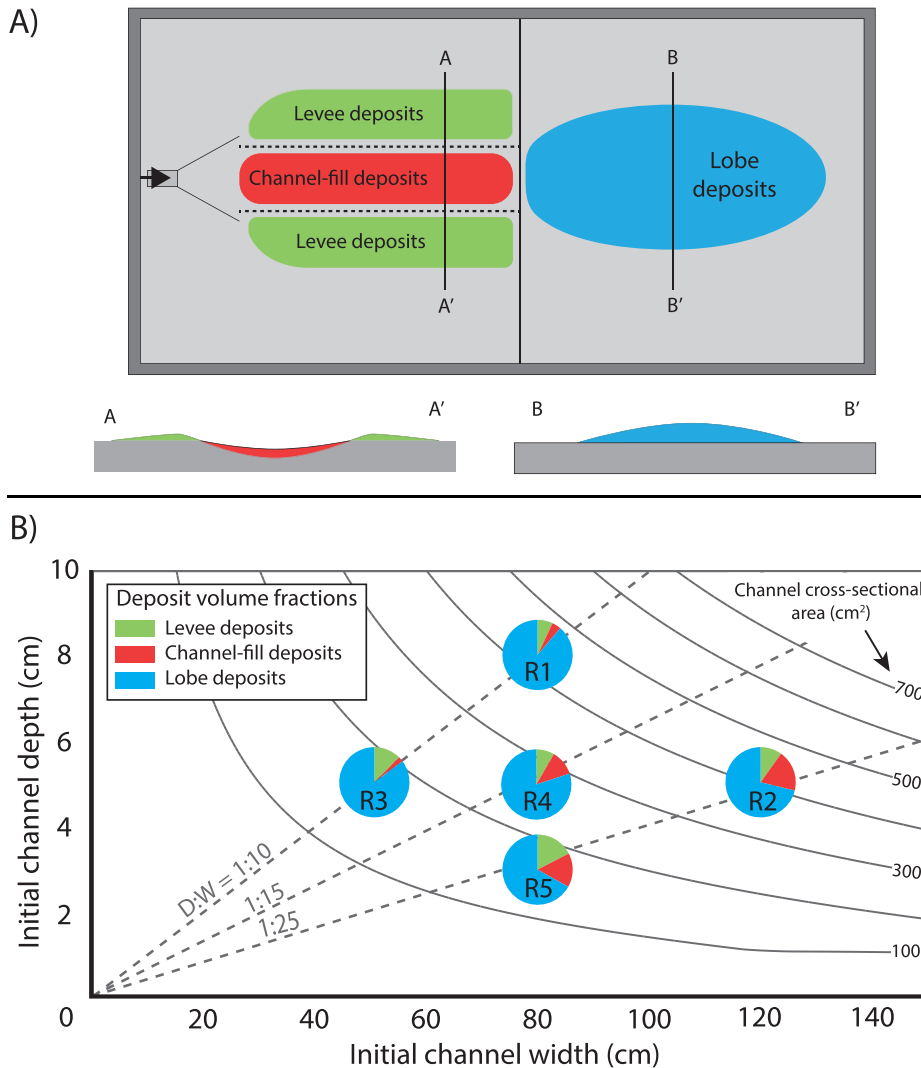 A)
A
B
Levee deposits
Channel-fill deposits
Lobe
deposits
Levee deposits
A'
B'
A
A'
B
B'
B)
10
8
6
4
2
0
Initial channel depth (cm)
Deposit volume fractions
Levee deposits
Channel-fill deposits
Lobe deposits
Channel cross-sectional
area (cm²)
700
500
300
100
R1
R3
R4
R2
R5
D:W = 1:10
1:15
1:25
20
40
60
80
100
120
140
Initial channel width (cm)